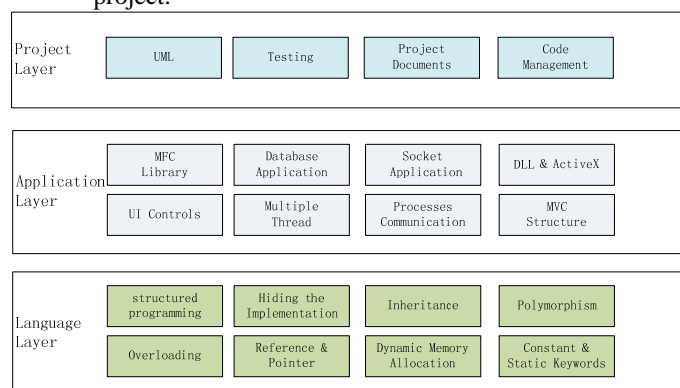 project.
Project
Layer
UML
Testing
Project
Documents
Code
Management
Application
Layer
MFC
Library
Database
Application
Socket
Application
DLL & ActiveX
UI Controls
Multiple
Thread
Processes
Communication
MVC
Structure
Language
Layer
structured
programming
Hiding the
Implementation
Inheritance
Polymorphism
Overloading
Reference &
Pointer
Dynamic Memory
Allocation
Constant &
Static Keywords